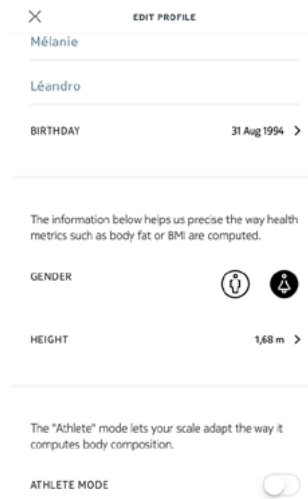 EDIT PROFILE
Mélanie
Léandro
BIRTHDAY 31 Aug 1994
The information below helps us precise the way health
metrics such as body fat or BMI are computed.
GENDER
HEIGHT 1,68 m
The "Athlete" mode lets your scale adapt the way it
computes body composition.
ATHLETE MODE